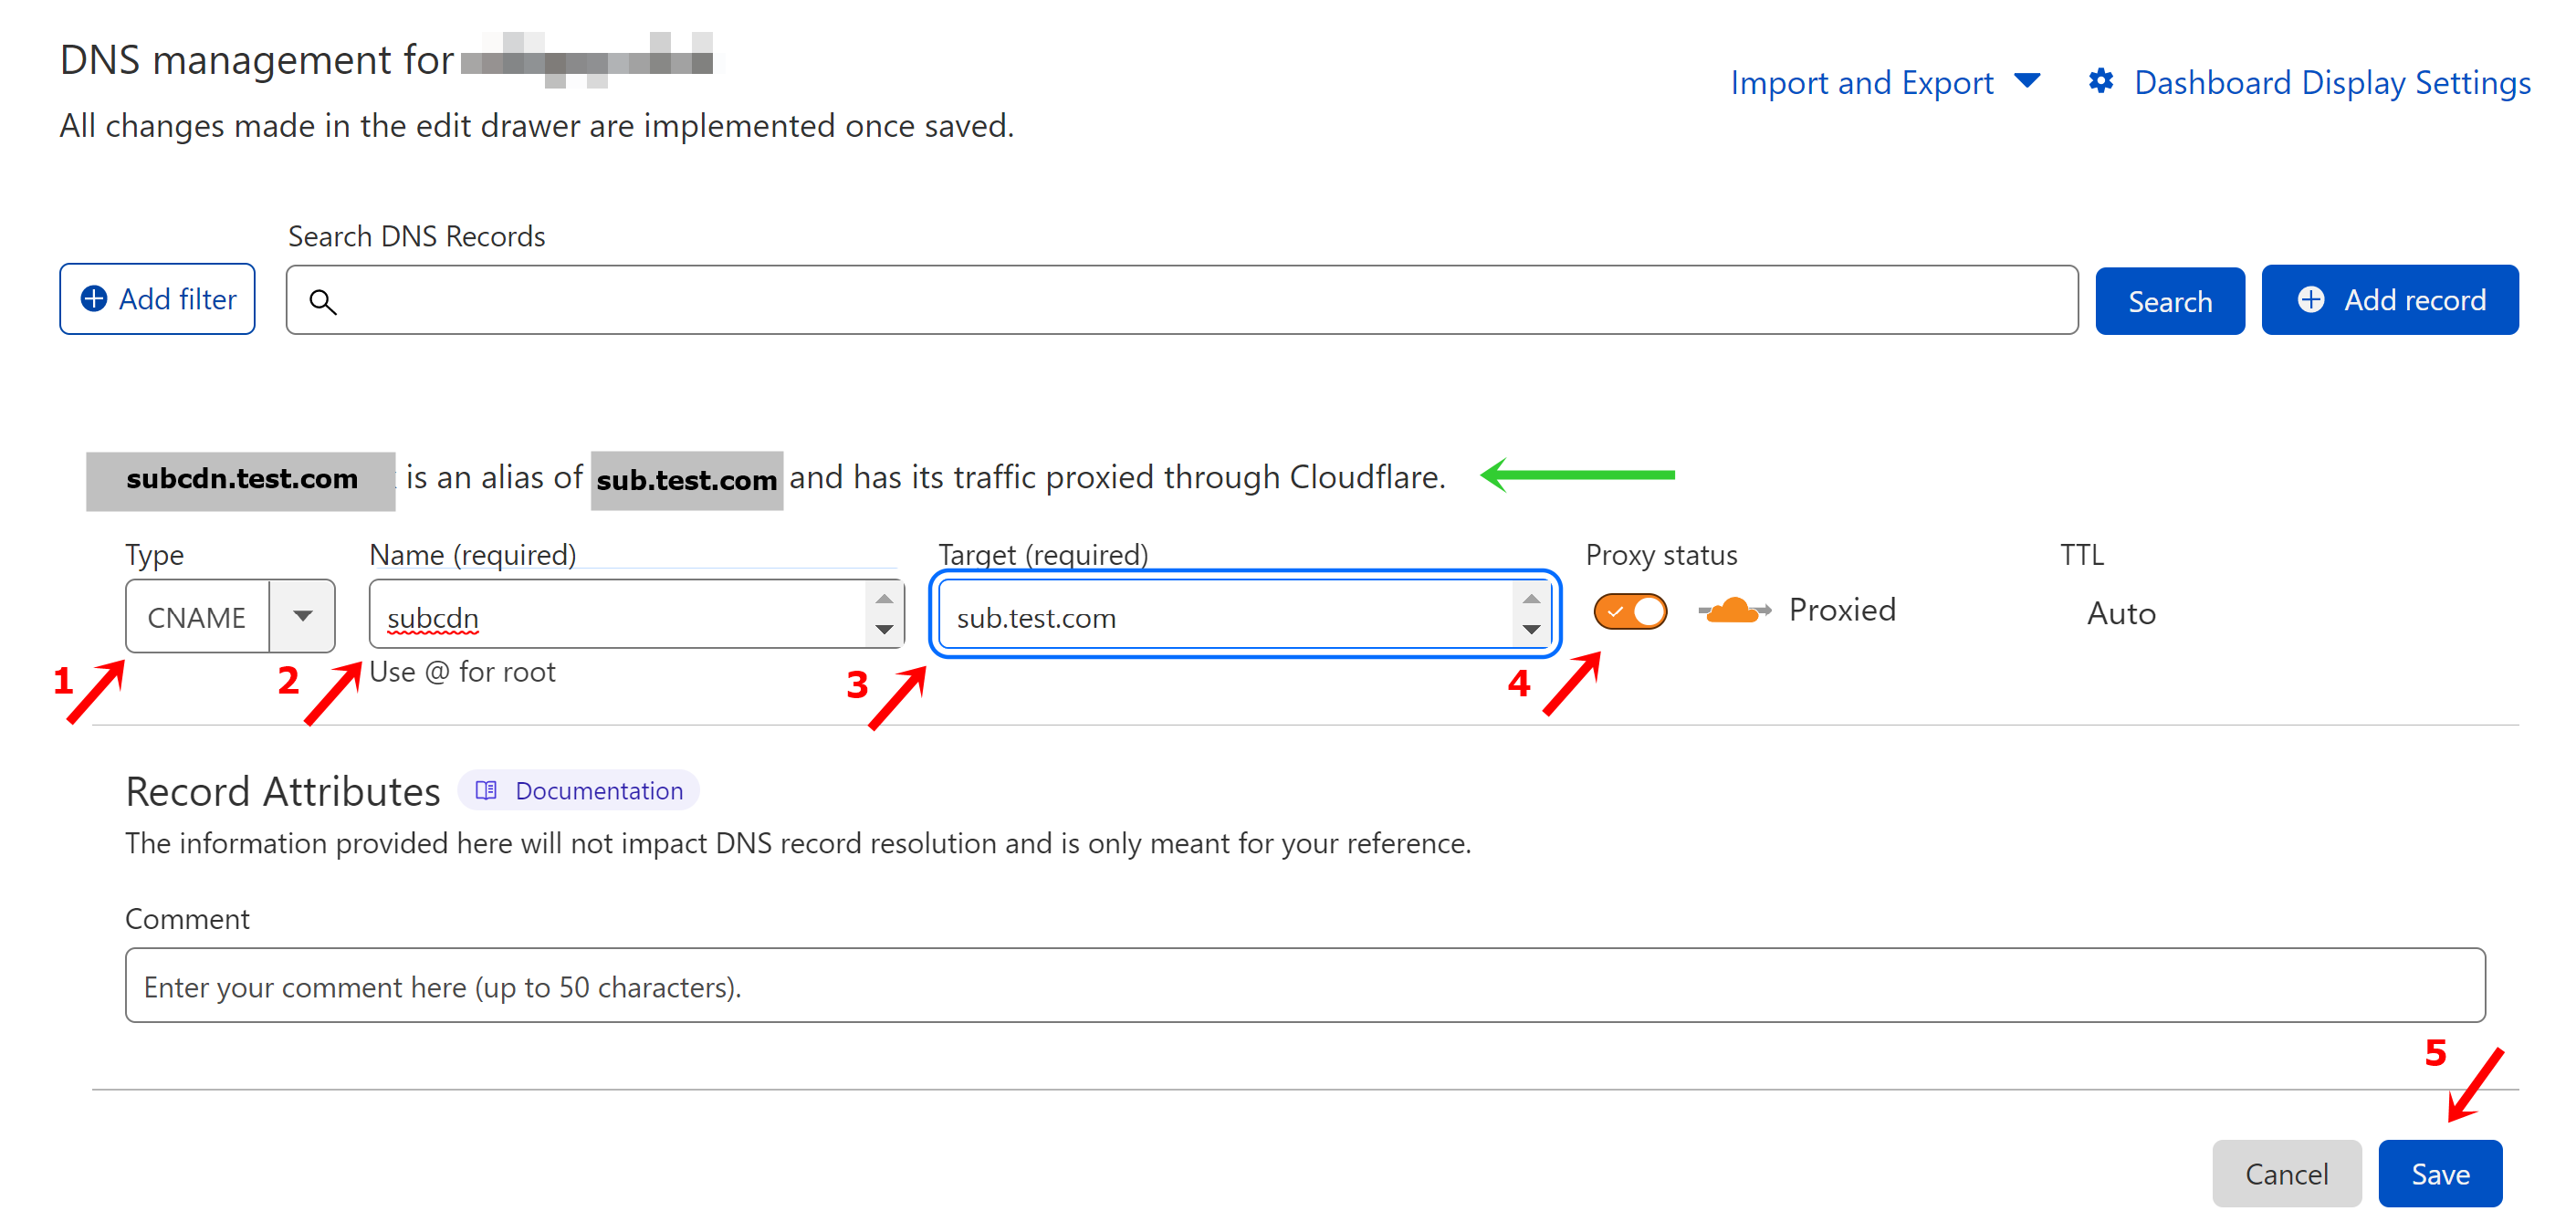 DNS management for
Import and Export
Dashboard Display Settings
All changes made in the edit drawer are implemented once saved.
Search DNS Records
Add filter
Search
Add record
subcdn.test.com is an alias of sub.test.com and has its traffic proxied through Cloudflare.
Type
Name (required)
Target (required)
Proxy status
TTL
CNAME
subcdn
sub.test.com
Proxied
Auto
Use @ for root
1
2
3
4
Record Attributes
Documentation
The information provided here will not impact DNS record resolution and is only meant for your reference.
Comment
Enter your comment here (up to 50 characters).
5
Cancel
Save